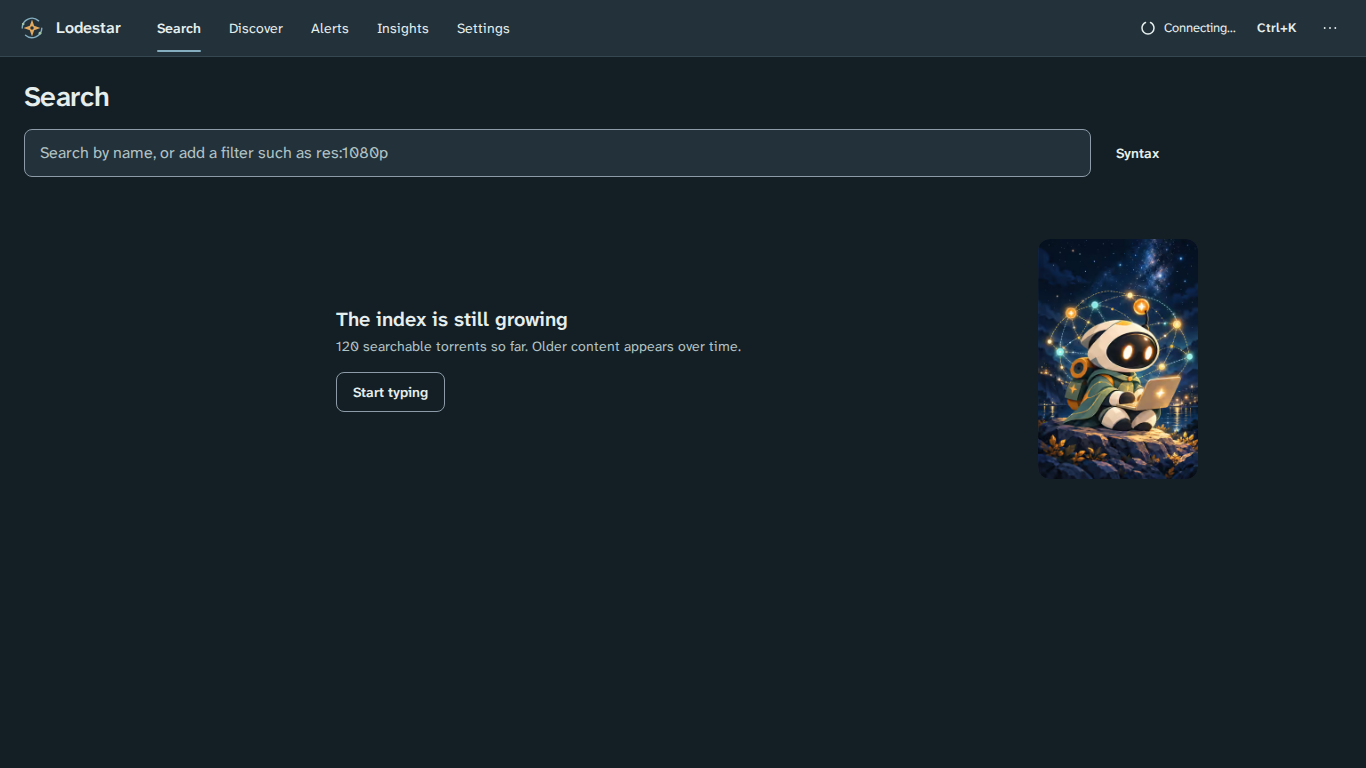 Lodestar
Search
Discover
Alerts
Insights
Settings
Connecting...
Ctrl+K
Search
Search by name, or add a filter such as res:1080p
Syntax
The index is still growing
120 searchable torrents so far. Older content appears over time.
Start typing